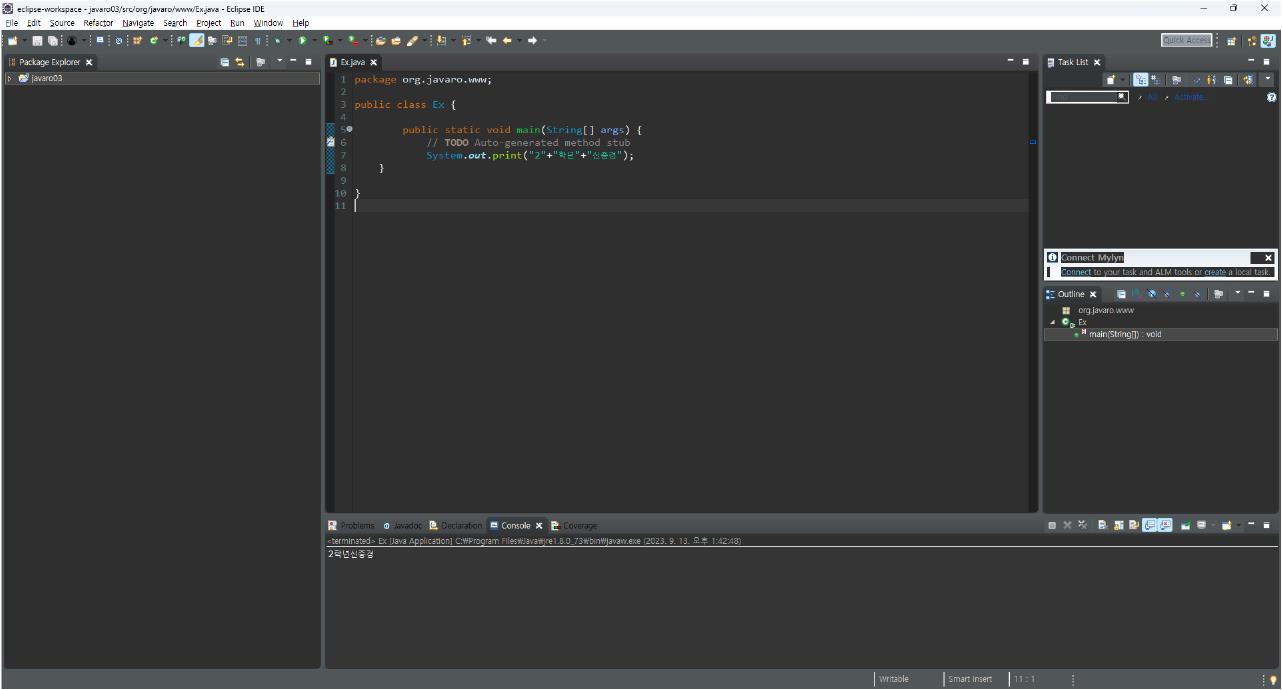 eclipse-workspace - javaro03/src/org/javaro/www/Ex.java - Eclipse IDE
File Edit Source Refactor Navigate Search Project Run Window Help
Quick Access
Package Explorer
javaro03
Ex.java
1 package org.javaro.www;
2
3 public class Ex {
4
5 public static void main(String[] args) {
6 // TODO Auto-generated method stub
7 System.out.print("2"+"학년"+"신중경");
8 }
9
10 }
11
Task List
All Activate...
Connect Mylyn
Connect to your task and ALM tools or create a local task.
Outline
org.javaro.www
Ex
main(String[]) : void
Problems Javadoc Declaration Console Coverage
<terminated> Ex [Java Application] C:₩Program Files₩Java₩jre1.8.0_73₩bin₩javaw.exe (2023. 9. 13. 오후 1:42:48)
2학년신중경
Writable Smart Insert 11 : 1